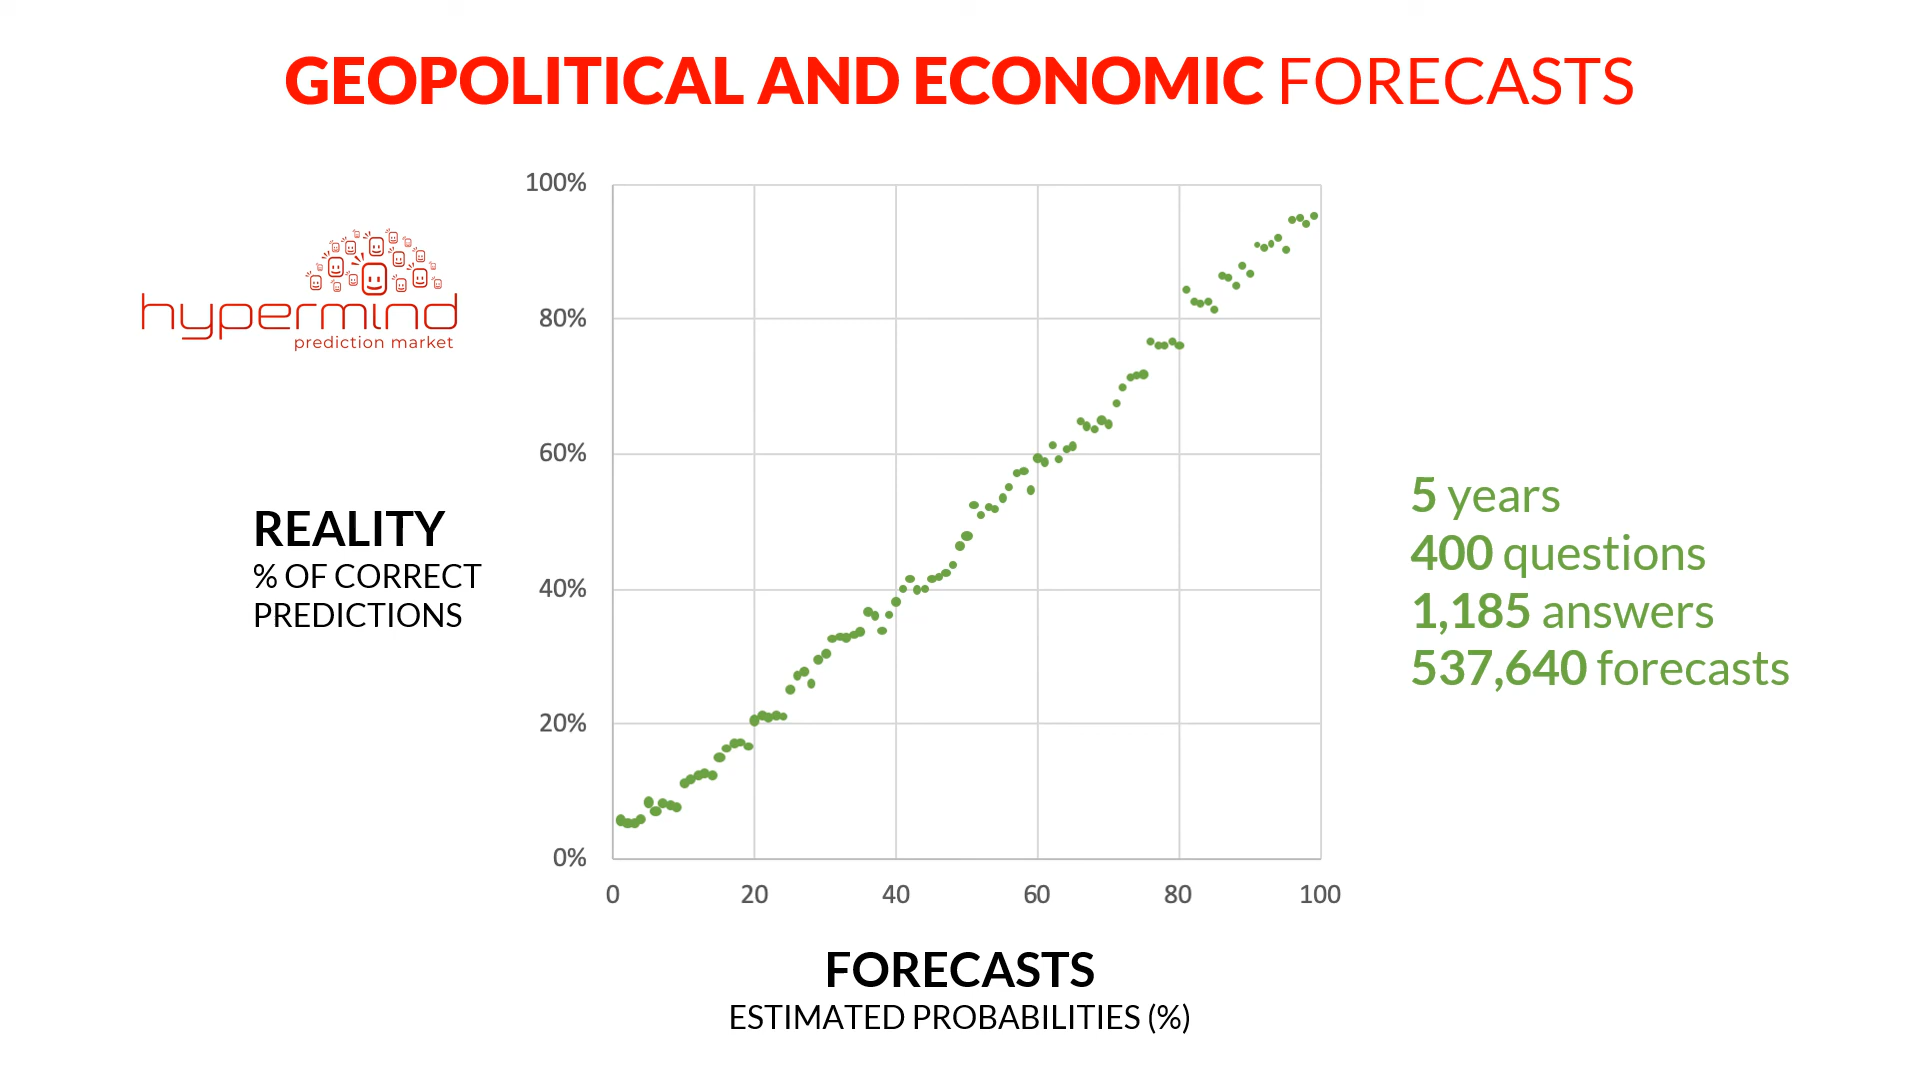 GEOPOLITICAL AND ECONOMIC FORECASTS
hypermind
prediction market
REALITY
% OF CORRECT
PREDICTIONS
100%
80%
60%
40%
20%
0%
0 20 40 60 80 100
FORECASTS
ESTIMATED PROBABILITIES (%)
5 years
400 questions
1,185 answers
537,640 forecasts